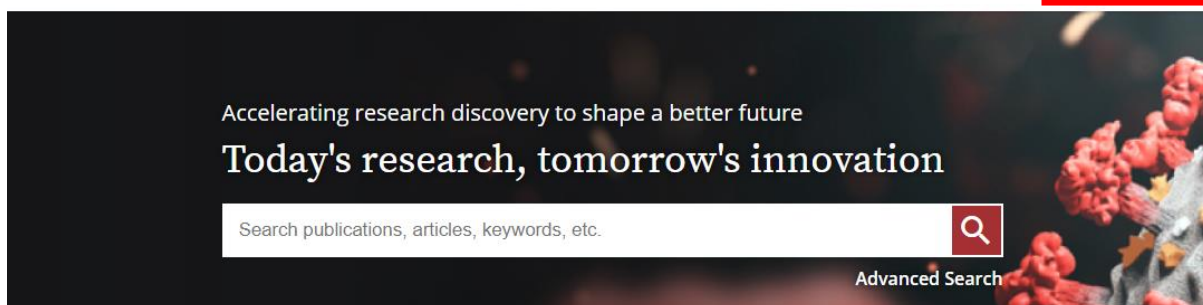 Accelerating research discovery to shape a better future
Today's research, tomorrow's innovation
Search publications, articles, keywords, etc.
Advanced Search